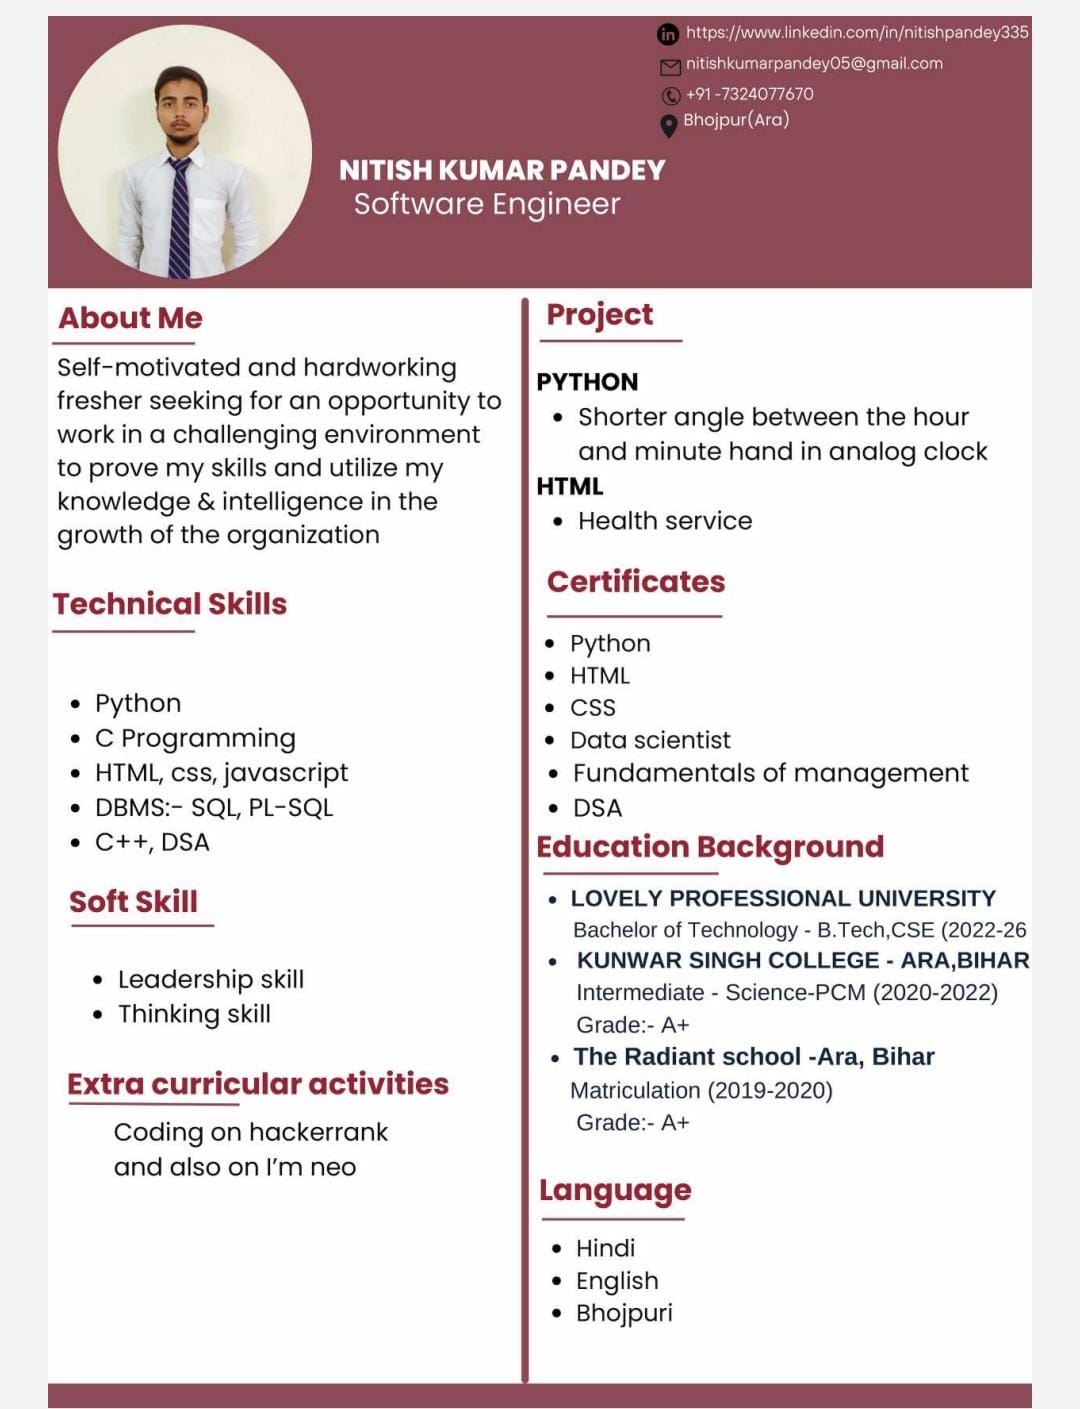 https://www.linkedin.com/in/nitishpandey335
nitishkumarpandey05@gmail.com
+91 -7324077670
Bhojpur(Ara)
NITISH KUMAR PANDEY
Software Engineer
About Me
Self-motivated and hardworking
fresher seeking for an opportunity to
work in a challenging environment
to prove my skills and utilize my
knowledge & intelligence in the
growth of the organization
Technical Skills
Python
C Programming
HTML, css, javascript
DBMS:- SQL, PL-SQL
C++, DSA
Soft Skill
Leadership skill
Thinking skill
Extra curricular activities
Coding on hackerrank
and also on I'm neo
Project
PYTHON
Shorter angle between the hour
and minute hand in analog clock
HTML
Health service
Certificates
Python
HTML
CSS
Data scientist
Fundamentals of management
DSA
Education Background
LOVELY PROFESSIONAL UNIVERSITY
Bachelor of Technology - B.Tech,CSE (2022-26
KUNWAR SINGH COLLEGE - ARA,BIHAR
Intermediate - Science-PCM (2020-2022)
Grade:- A+
The Radiant school -Ara, Bihar
Matriculation (2019-2020)
Grade:- A+
Language
Hindi
English
Bhojpuri